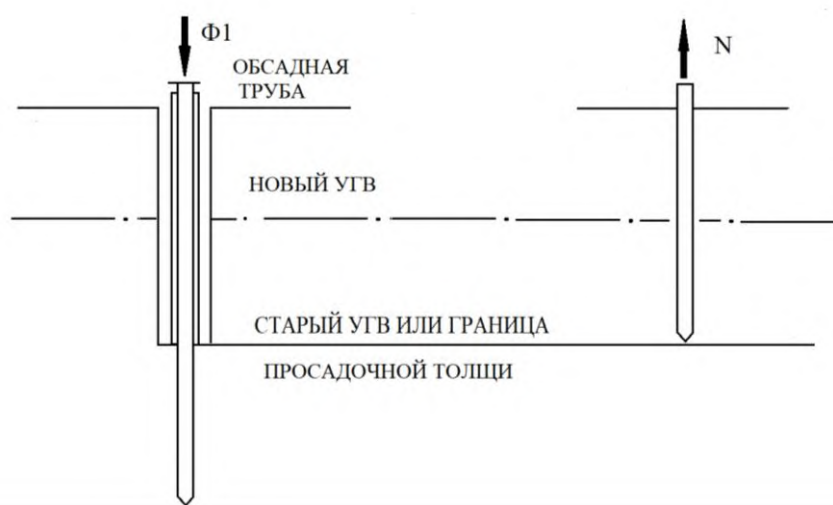 Ф1
N
ОБСАДНАЯ
ТРУБА
НОВЫЙ УГВ
СТАРЫЙ УГВ ИЛИ ГРАНИЦА
ПРОСАДОЧНОЙ ТОЛЩИ